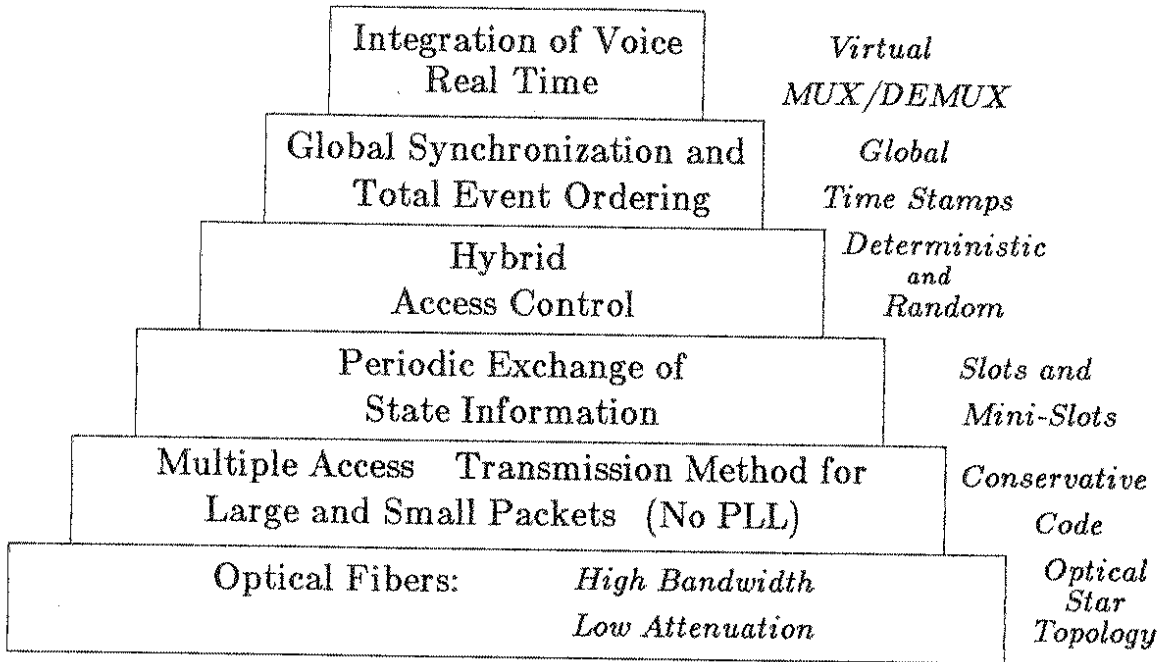 Integration of Voice
Real Time
Virtual
MUX/DEMUX
Global Synchronization and
Total Event Ordering
Global
Time Stamps
Hybrid
Access Control
Deterministic
and
Random
Periodic Exchange of
State Information
Slots and
Mini-Slots
Multiple Access Transmission Method for
Large and Small Packets (No PLL)
Conservative
Code
Optical Fibers: High Bandwidth
Low Attenuation
Optical
Star
Topology